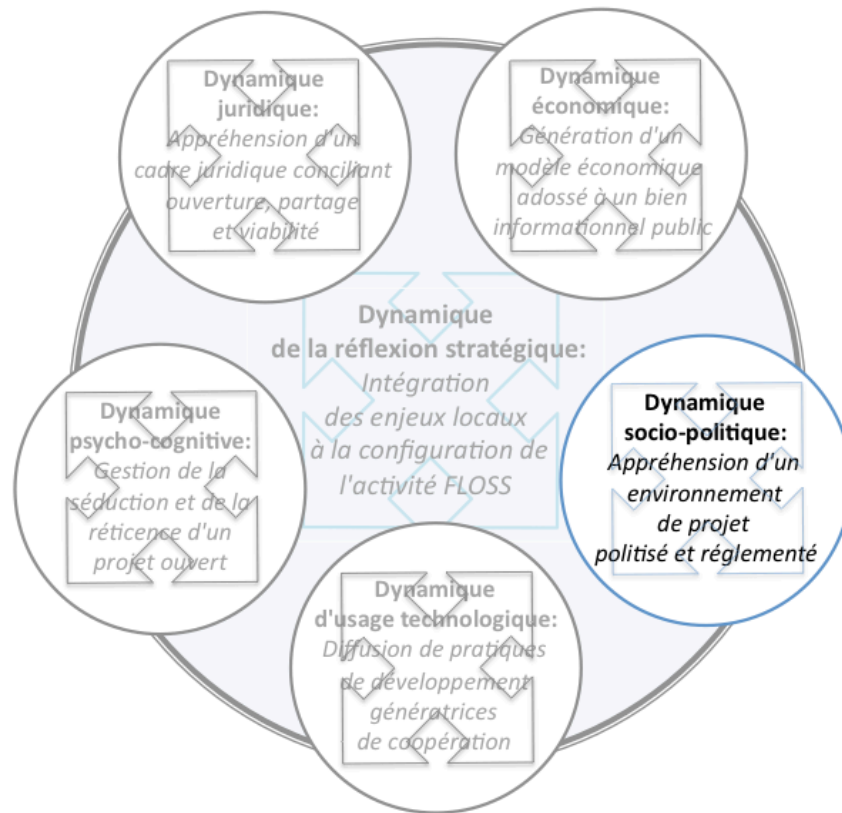 Dynamique
juridique:
Appréhension d'un
cadre juridique conciliant
ouverture, partage
et viabilité
Dynamique
économique:
Génération d'un
modèle économique
adossé à un bien
informationnel public
Dynamique
de la réflexion stratégique:
Intégration
des enjeux locaux
à la configuration de
l'activité FLOSS
Dynamique
psycho-cognitive:
Gestion de la
séduction et de la
réticence d'un
projet ouvert
Dynamique
socio-politique:
Appréhension d'un
environnement
de projet
politisé et réglementé
Dynamique
d'usage technologique:
Diffusion de pratiques
de développement
génératrices
de coopération